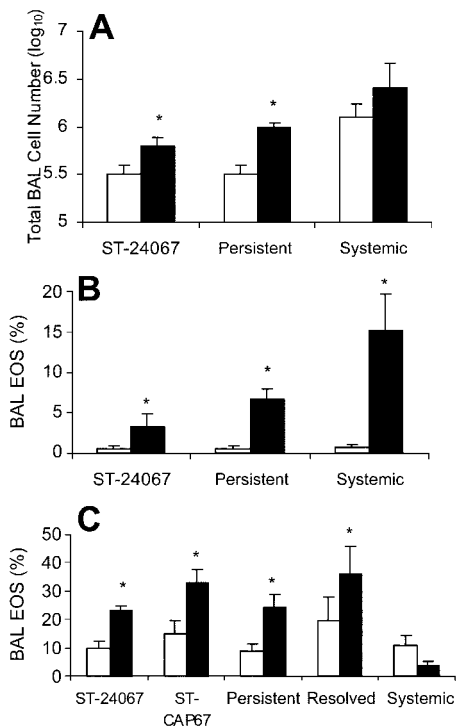 A
Total BAL Cell Number (log10)
7
6.5
6
5.5
5
*
*
ST-24067 Persistent Systemic
B
BAL EOS (%)
20
15
10
5
0
*
*
*
ST-24067 Persistent Systemic
C
BAL EOS (%)
50
40
30
20
10
0
*
*
*
*
ST-24067 ST-CAP67 Persistent Resolved Systemic